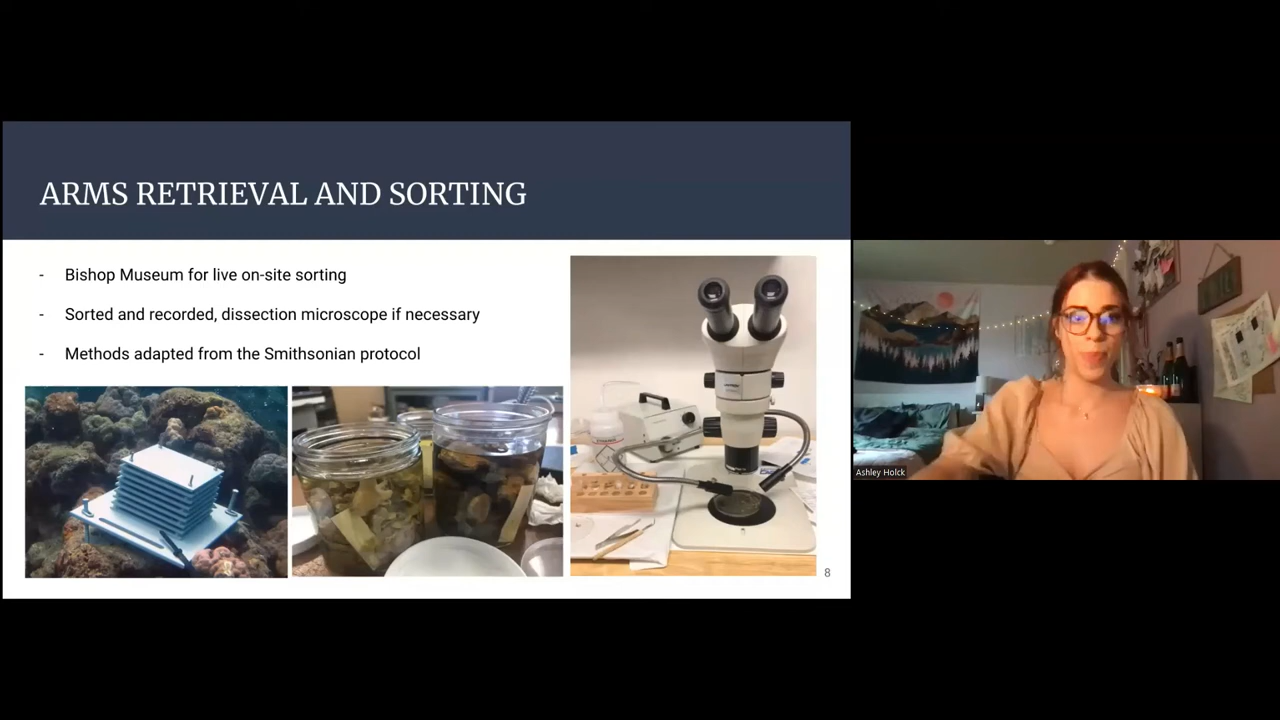 ARMS RETRIEVAL AND SORTING
- Bishop Museum for live on-site sorting
- Sorted and recorded, dissection microscope if necessary
- Methods adapted from the Smithsonian protocol
8
Ashley Holck